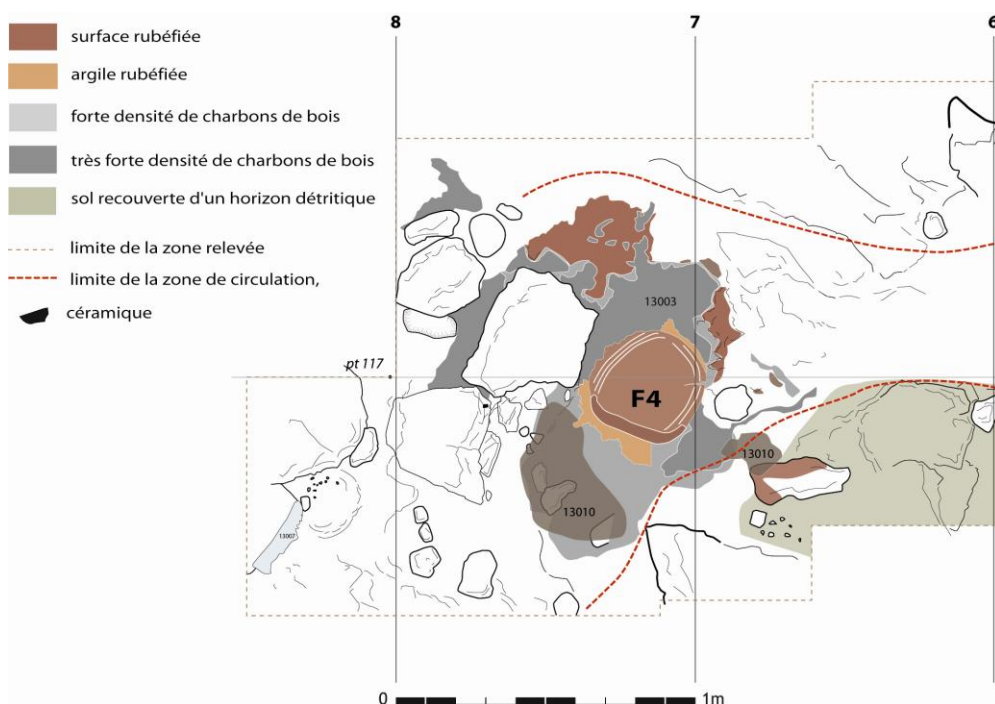 8
7
6
surface rubéfiée
argile rubéfiée
forte densité de charbons de bois
très forte densité de charbons de bois
sol recouverte d'un horizon détritique
limite de la zone relevée
limite de la zone de circulation,
céramique
13003
pt 117
F4
13010
13010
13007
0
1m